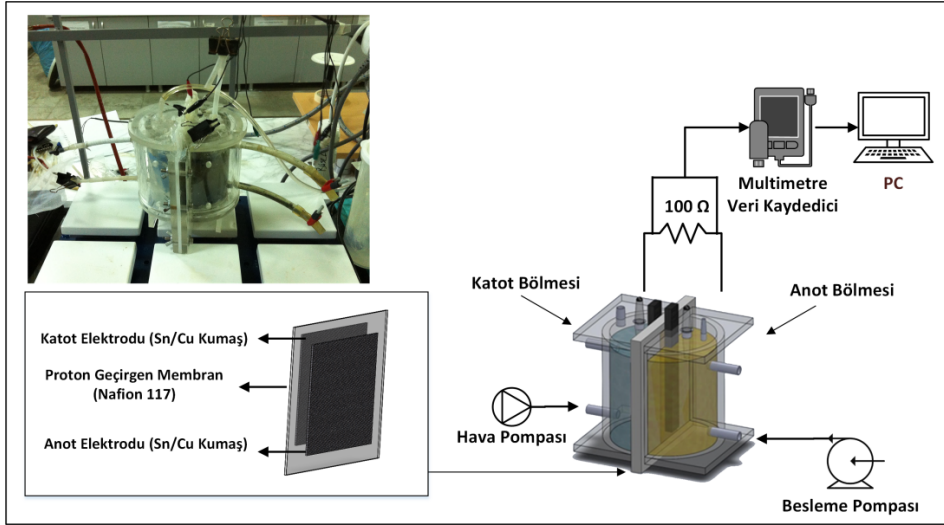 Katot Elektrodu (Sn/Cu Kumaş)
Proton Geçirgen Membran
(Nafion 117)
Anot Elektrodu (Sn/Cu Kumaş)
100 Ω
Multimetre
Veri Kaydedici
PC
Katot Bölmesi
Anot Bölmesi
Hava Pompası
Besleme Pompası